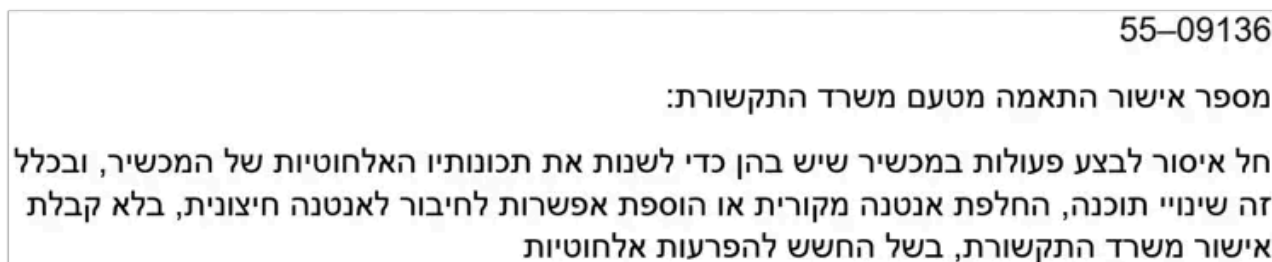 55–09136
מספר אישור התאמה מטעם משרד התקשורת:
חל איסור לבצע פעולות במכשיר שיש בהן כדי לשנות את תכונותיו האלחוטיות של המכשיר, ובכלל
זה שינויי תוכנה, החלפת אנטנה מקורית או הוספת אפשרות לחיבור לאנטנה חיצונית, בלא קבלת
אישור משרד התקשורת, בשל החשש להפרעות אלחוטיות